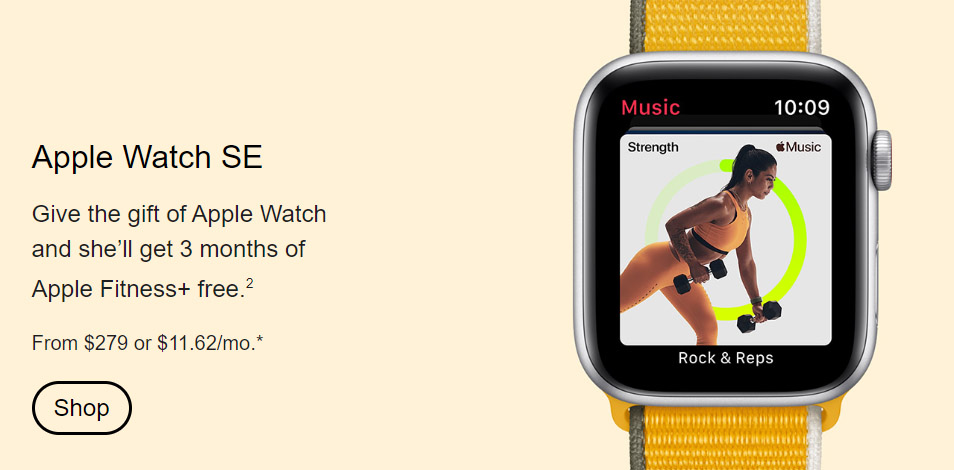 Apple Watch SE
Give the gift of Apple Watch
and she’ll get 3 months of
Apple Fitness+ free.2
From $279 or $11.62/mo.*
Shop
Music 10:09
Strength Music
Rock & Reps